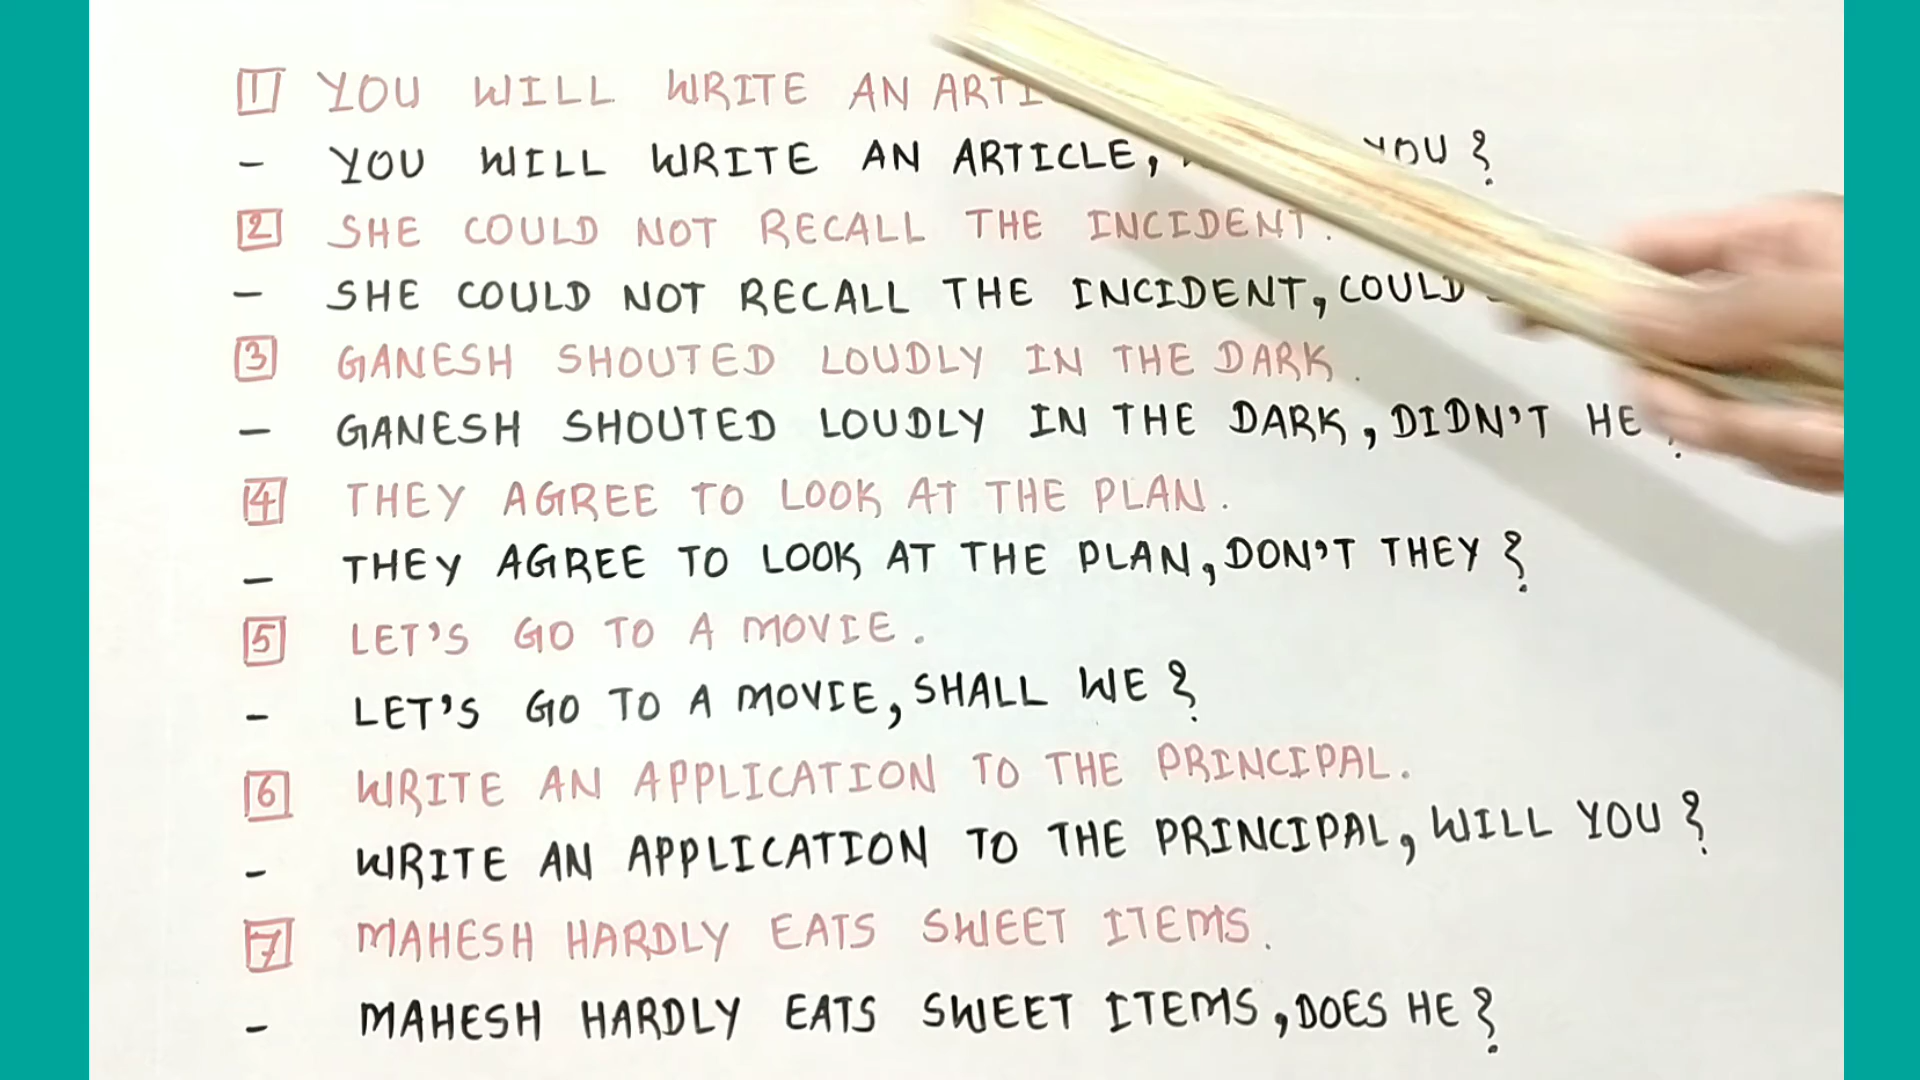 1 YOU WILL WRITE AN
- YOU WILL WRITE AN ARTICLE, YOU?
2 SHE COULD NOT RECALL THE INCIDENT.
- SHE COULD NOT RECALL THE INCIDENT, COULD
3 GANESH SHOUTED LOUDLY IN THE DARK.
- GANESH SHOUTED LOUDLY IN THE DARK, DIDN'T HE?
4 THEY AGREE TO LOOK AT THE PLAN.
- THEY AGREE TO LOOK AT THE PLAN, DON'T THEY?
5 LET'S GO TO A MOVIE.
- LET'S GO TO A MOVIE, SHALL WE?
6 WRITE AN APPLICATION TO THE PRINCIPAL.
- WRITE AN APPLICATION TO THE PRINCIPAL, WILL YOU?
7 MAHESH HARDLY EATS SWEET ITEMS.
- MAHESH HARDLY EATS SWEET ITEMS, DOES HE?